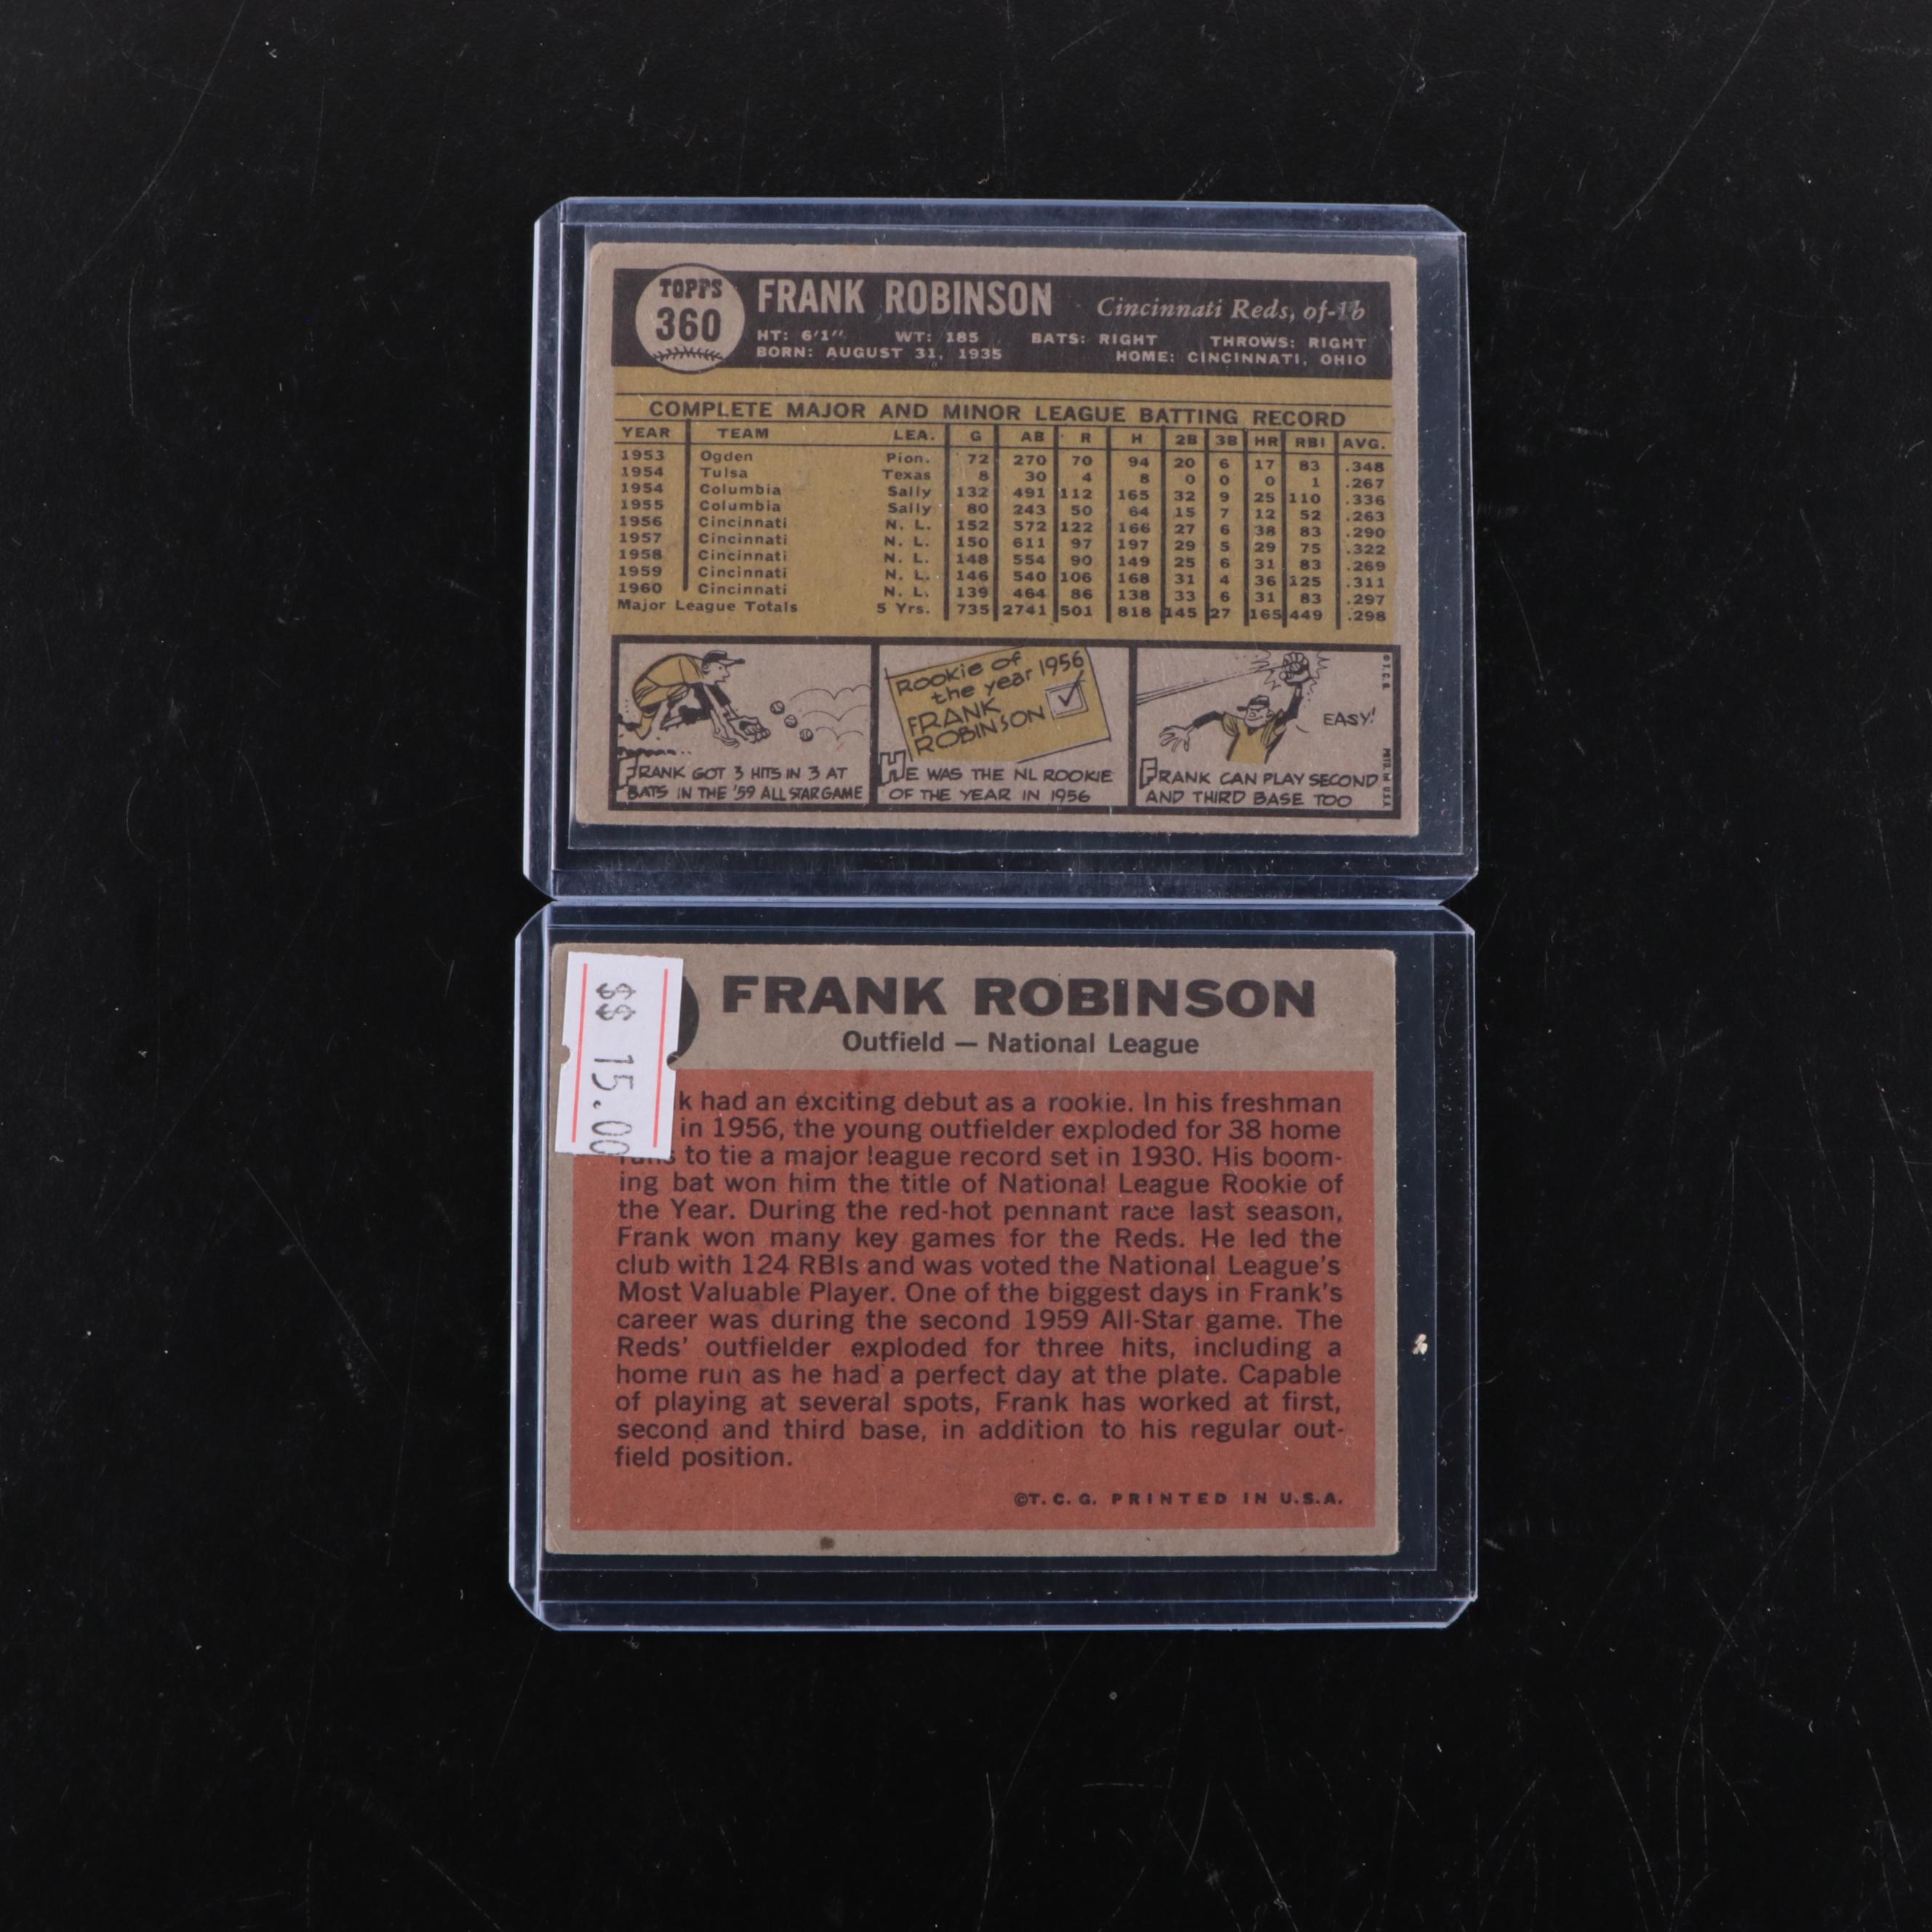 TOPPS
360
FRANK ROBINSON Cincinnati Reds, of-1b
HT: 6'1" WT: 185 BATS: RIGHT THROWS: RIGHT
BORN: AUGUST 31, 1935 HOME: CINCINNATI, OHIO
COMPLETE MAJOR AND MINOR LEAGUE BATTING RECORD
YEAR TEAM LEA. G AB R H 2B 3B HR RBI AVG.
1953 Ogden Pion. 72 270 70 94 20 6 17 83 .348
1954 Tulsa Texas 8 30 4 8 0 0 0 1 .267
1954 Columbia Sally 132 491 112 165 32 9 25 110 .336
1955 Columbia Sally 80 243 50 64 15 7 12 52 .263
1956 Cincinnati N. L. 152 572 122 166 27 6 38 83 .290
1957 Cincinnati N. L. 150 611 97 197 29 5 29 75 .322
1958 Cincinnati N. L. 148 554 90 149 25 6 31 83 .269
1959 Cincinnati N. L. 146 540 106 168 31 4 36 125 .311
1960 Cincinnati N. L. 139 464 86 138 33 6 31 83 .297
Major League Totals 5 Yrs. 735 2741 501 818 145 27 165 449 .298
FRANK GOT 3 HITS IN 3 AT
BATS IN THE '59 ALL STAR GAME
Rookie of
the year 1956
FRANK
ROBINSON
HE WAS THE NL ROOKIE
OF THE YEAR IN 1956
EASY!
FRANK CAN PLAY SECOND
AND THIRD BASE TOO
©T.C.G.
PRTD. IN U.S.A.
$$ 15.00
FRANK ROBINSON
Outfield — National League
k had an exciting debut as a rookie. In his freshman
in 1956, the young outfielder exploded for 38 home
runs to tie a major league record set in 1930. His boom-
ing bat won him the title of National League Rookie of
the Year. During the red-hot pennant race last season,
Frank won many key games for the Reds. He led the
club with 124 RBIs and was voted the National League's
Most Valuable Player. One of the biggest days in Frank's
career was during the second 1959 All-Star game. The
Reds' outfielder exploded for three hits, including a
home run as he had a perfect day at the plate. Capable
of playing at several spots, Frank has worked at first,
second and third base, in addition to his regular out-
field position.
©T. C. G. PRINTED IN U.S.A.